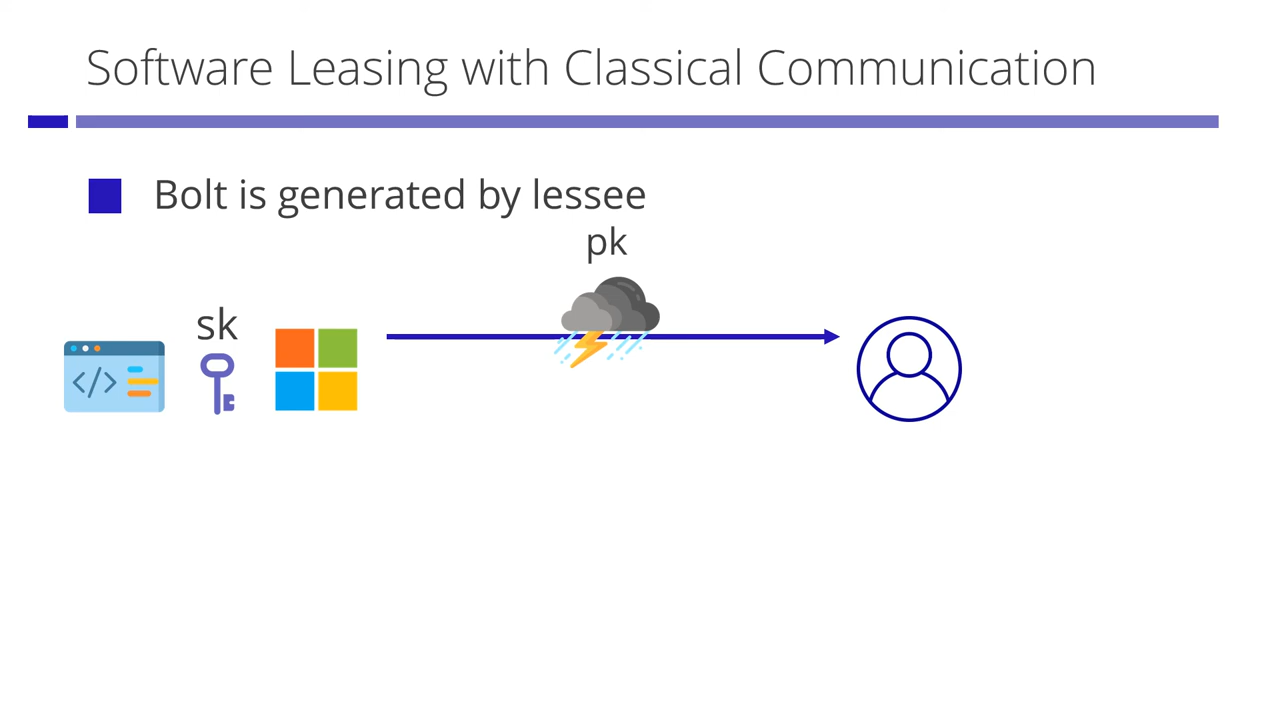 Software Leasing with Classical Communication
Bolt is generated by lessee
pk
sk
</>